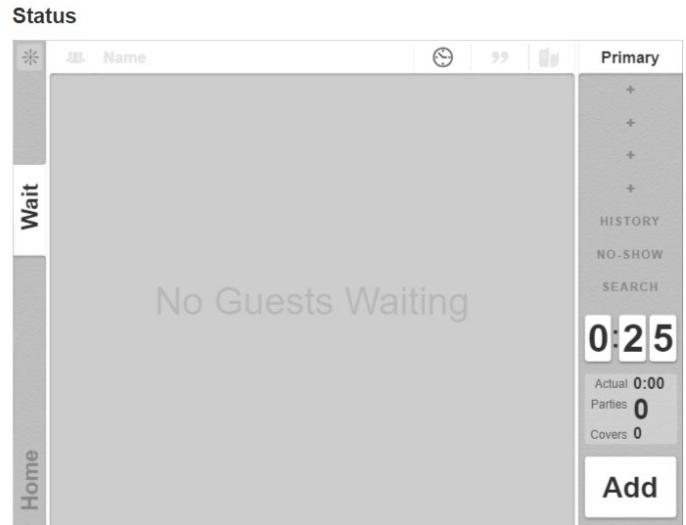 Status
Name
99
Primary
+
+
+
+
Wait
HISTORY
NO-SHOW
SEARCH
No Guests Waiting
0:25
Actual 0:00
Parties 0
Covers 0
Home
Add